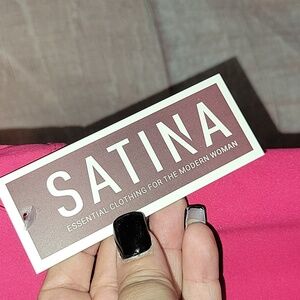 SATINA
ESSENTIAL CLOTHING FOR THE MODERN WOMAN